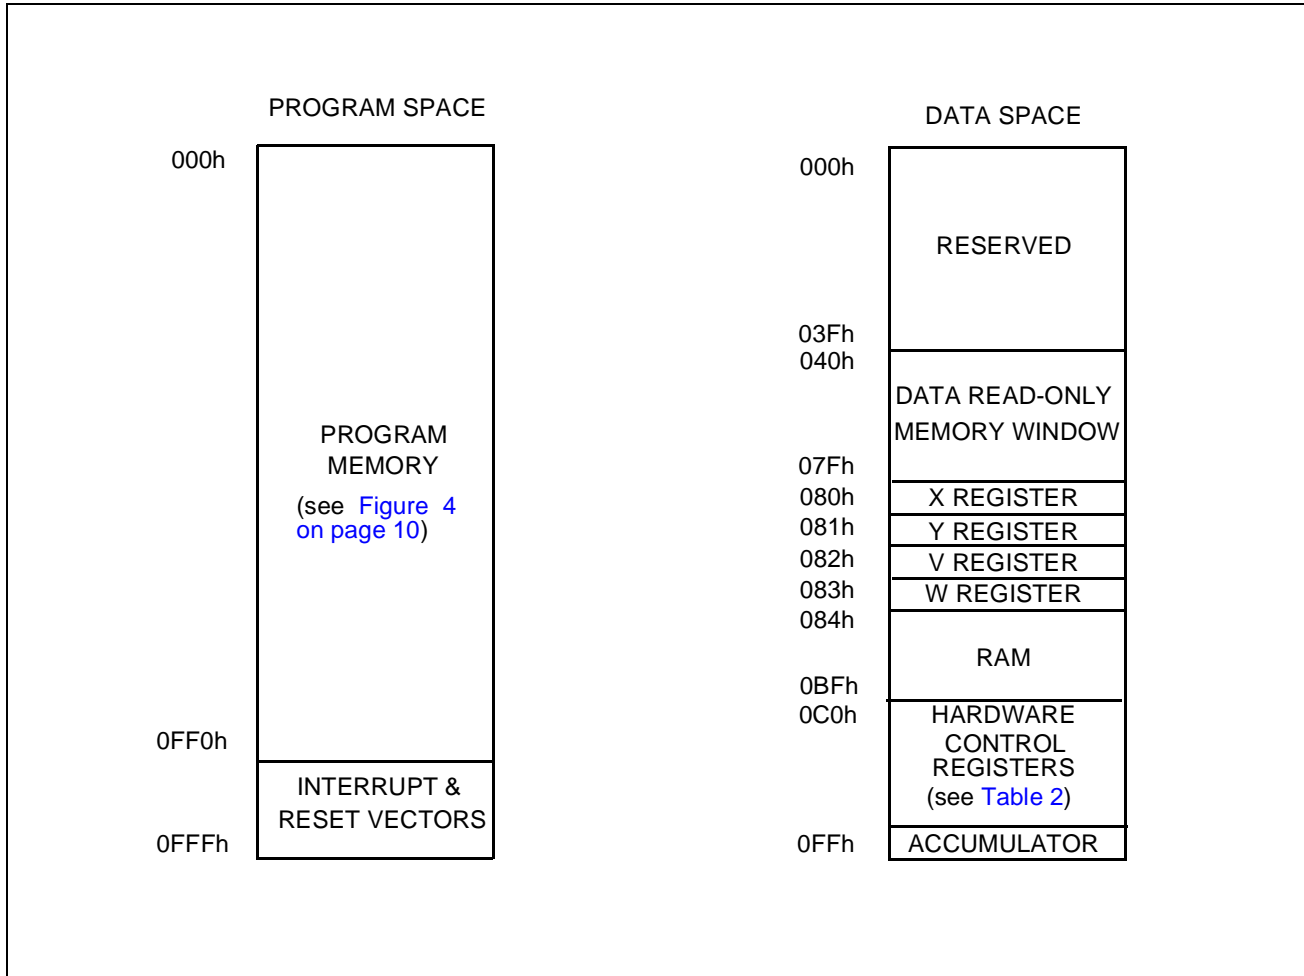 PROGRAM SPACE
000h
PROGRAM
MEMORY
(see Figure 4
on page 10)
0FF0h
INTERRUPT &
RESET VECTORS
0FFFh
DATA SPACE
000h
RESERVED
03Fh
040h
DATA READ-ONLY
MEMORY WINDOW
07Fh
080h X REGISTER
081h Y REGISTER
082h V REGISTER
083h W REGISTER
084h
RAM
0BFh
0C0h HARDWARE
CONTROL
REGISTERS
(see Table 2)
0FFh ACCUMULATOR